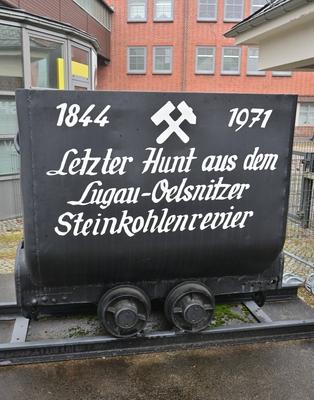 1844 1971
Letzter Hunt aus dem
Lugau-Oelsnitzer
Steinkohlenrevier